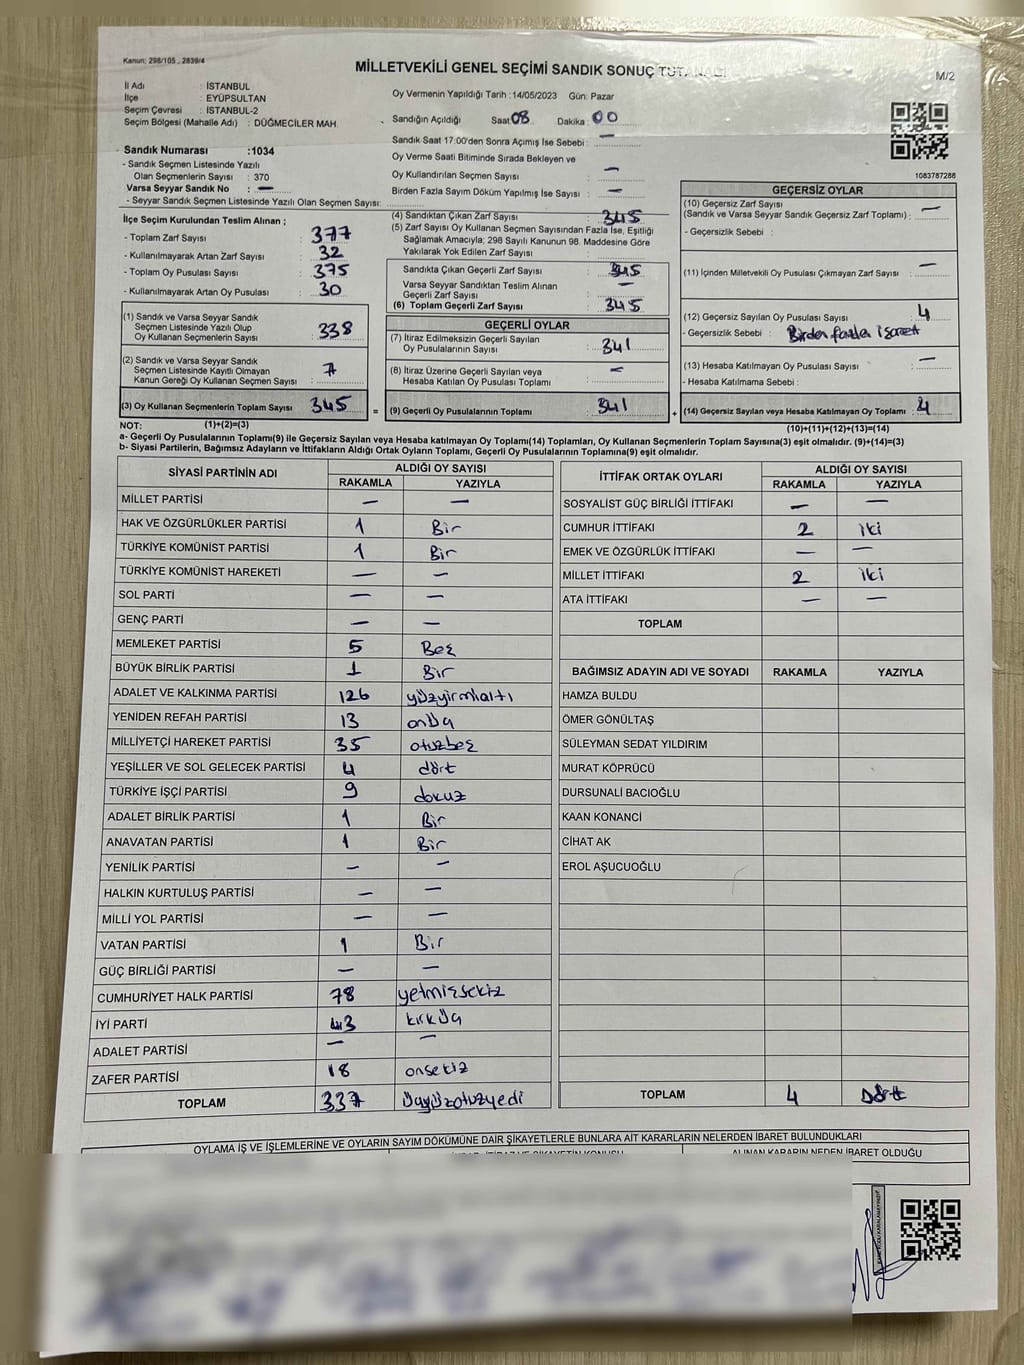 Kanun: 298/105 , 2839/4
MİLLETVEKİLİ GENEL SEÇİMİ SANDIK SONUÇ TUTANAĞI
M/2
İl Adı : İSTANBUL
İlçe : EYÜPSULTAN
Seçim Çevresi : İSTANBUL-2
Seçim Bölgesi (Mahalle Adı) : DÜĞMECİLER MAH.
Oy Vermenin Yapıldığı Tarih :14/05/2023 Gün: Pazar
Sandığın Açıldığı Saat 08 Dakika 00
Sandık Saat 17:00'den Sonra Açımış İse Sebebi : —
Oy Verme Saati Bitiminde Sırada Bekleyen ve
Oy Kullandırılan Seçmen Sayısı : —
Birden Fazla Sayım Döküm Yapılmış İse Sayısı : —
1083787286
Sandık Numarası :1034
- Sandık Seçmen Listesinde Yazılı
Olan Seçmenlerin Sayısı : 370
Varsa Seyyar Sandık No : —
- Seyyar Sandık Seçmen Listesinde Yazılı Olan Seçmen Sayısı:
İlçe Seçim Kurulundan Teslim Alınan ;
- Toplam Zarf Sayısı : 377
- Kullanılmayarak Artan Zarf Sayısı : 32
- Toplam Oy Pusulası Sayısı : 375
- Kullanılmayarak Artan Oy Pusulası : 30
(1) Sandık ve Varsa Seyyar Sandık
Seçmen Listesinde Yazılı Olup
Oy Kullanan Seçmenlerin Sayısı : 338
(2) Sandık ve Varsa Seyyar Sandık
Seçmen Listesinde Kayıtlı Olmayan
Kanun Gereği Oy Kullanan Seçmen Sayısı : 7
(3) Oy Kullanan Seçmenlerin Toplam Sayısı : 345
(4) Sandıktan Çıkan Zarf Sayısı : 345
(5) Zarf Sayısı Oy Kullanan Seçmen Sayısından Fazla İse, Eşitliği
Sağlamak Amacıyla; 298 Sayılı Kanunun 98. Maddesine Göre
Yakılarak Yok Edilen Zarf Sayısı :
Sandıkta Çıkan Geçerli Zarf Sayısı : 345
Varsa Seyyar Sandıktan Teslim Alınan
Geçerli Zarf Sayısı : —
(6) Toplam Geçerli Zarf Sayısı : 345
GEÇERLİ OYLAR
(7) İtiraz Edilmeksizin Geçerli Sayılan
Oy Pusulalarının Sayısı : 341
(8) İtiraz Üzerine Geçerli Sayılan veya
Hesaba Katılan Oy Pusulası Toplamı : —
= (9) Geçerli Oy Pusulalarının Toplamı : 341
GEÇERSİZ OYLAR
(10) Geçersiz Zarf Sayısı
(Sandık ve Varsa Seyyar Sandık Geçersiz Zarf Toplamı) : —
- Geçersizlik Sebebi :
(11) İçinden Milletvekili Oy Pusulası Çıkmayan Zarf Sayısı : —
(12) Geçersiz Sayılan Oy Pusulası Sayısı : 4
- Geçersizlik Sebebi : Birden fazla işaret
(13) Hesaba Katılmayan Oy Pusulası Sayısı : —
- Hesaba Katılmama Sebebi :
+ (14) Geçersiz Sayılan veya Hesaba Katılmayan Oy Toplamı : 4
NOT: (1)+(2)=(3) (10)+(11)+(12)+(13)=(14)
a- Geçerli Oy Pusulalarının Toplamı(9) ile Geçersiz Sayılan veya Hesaba katılmayan Oy Toplamı(14) Toplamları, Oy Kullanan Seçmenlerin Toplam Sayısına(3) eşit olmalıdır. (9)+(14)=(3)
b- Siyasi Partilerin, Bağımsız Adayların ve İttifakların Aldığı Ortak Oyların Toplamı, Geçerli Oy Pusulalarının Toplamına(9) eşit olmalıdır.
SİYASİ PARTİNİN ADI ALDIĞI OY SAYISI
RAKAMLA YAZIYLA
MİLLET PARTİSİ — —
HAK VE ÖZGÜRLÜKLER PARTİSİ 1 Bir
TÜRKİYE KOMÜNİST PARTİSİ 1 Bir
TÜRKİYE KOMÜNİST HAREKETİ — —
SOL PARTİ — —
GENÇ PARTİ — —
MEMLEKET PARTİSİ 5 Beş
BÜYÜK BİRLİK PARTİSİ 1 Bir
ADALET VE KALKINMA PARTİSİ 126 yüzyirmialtı
YENİDEN REFAH PARTİSİ 13 onüç
MİLLİYETÇİ HAREKET PARTİSİ 35 otuzbeş
YEŞİLLER VE SOL GELECEK PARTİSİ 4 dört
TÜRKİYE İŞÇİ PARTİSİ 9 dokuz
ADALET BİRLİK PARTİSİ 1 Bir
ANAVATAN PARTİSİ 1 Bir
YENİLİK PARTİSİ — —
HALKIN KURTULUŞ PARTİSİ — —
MİLLİ YOL PARTİSİ — —
VATAN PARTİSİ 1 Bir
GÜÇ BİRLİĞİ PARTİSİ — —
CUMHURİYET HALK PARTİSİ 78 yetmişsekiz
İYİ PARTİ 43 kırküç
ADALET PARTİSİ — —
ZAFER PARTİSİ 18 onsekiz
TOPLAM 337 üçyüzotuzyedi
İTTİFAK ORTAK OYLARI ALDIĞI OY SAYISI
RAKAMLA YAZIYLA
SOSYALİST GÜÇ BİRLİĞİ İTTİFAKI — —
CUMHUR İTTİFAKI 2 iki
EMEK VE ÖZGÜRLÜK İTTİFAKI — —
MİLLET İTTİFAKI 2 iki
ATA İTTİFAKI — —
TOPLAM
BAĞIMSIZ ADAYIN ADI VE SOYADI RAKAMLA YAZIYLA
HAMZA BULDU
ÖMER GÖNÜLTAŞ
SÜLEYMAN SEDAT YILDIRIM
MURAT KÖPRÜCÜ
DURSUNALİ BACIOĞLU
KAAN KONANCİ
CİHAT AK
EROL AŞUCUOĞLU
TOPLAM 4 Dört
OYLAMA İŞ VE İŞLEMLERİNE VE OYLARIN SAYIM DÖKÜMÜNE DAİR ŞİKAYETLERLE BUNLARA AİT KARARLARIN NELERDEN İBARET BULUNDUKLARI
ALINAN KARARIN NEDEN İBARET OLDUĞU